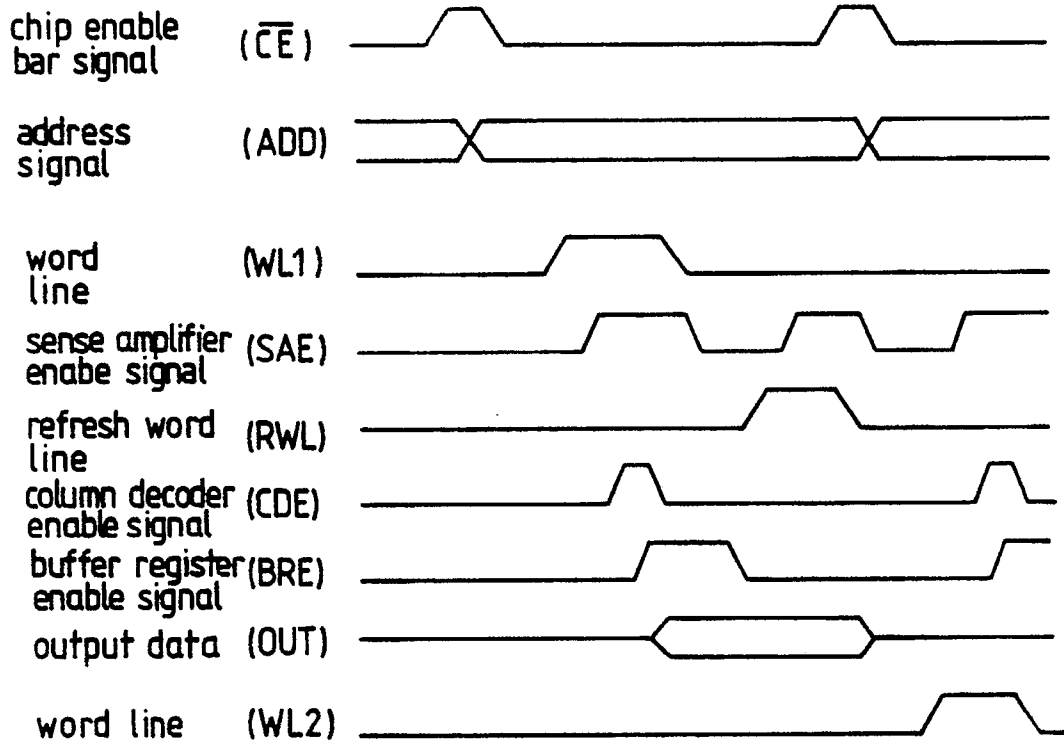 chip enable
bar signal (C̅E̅)
address
signal (ADD)
word
line (WL1)
sense amplifier
enabe signal (SAE)
refresh word
line (RWL)
column decoder
enable signal (CDE)
buffer register
enable signal (BRE)
output data (OUT)
word line (WL2)